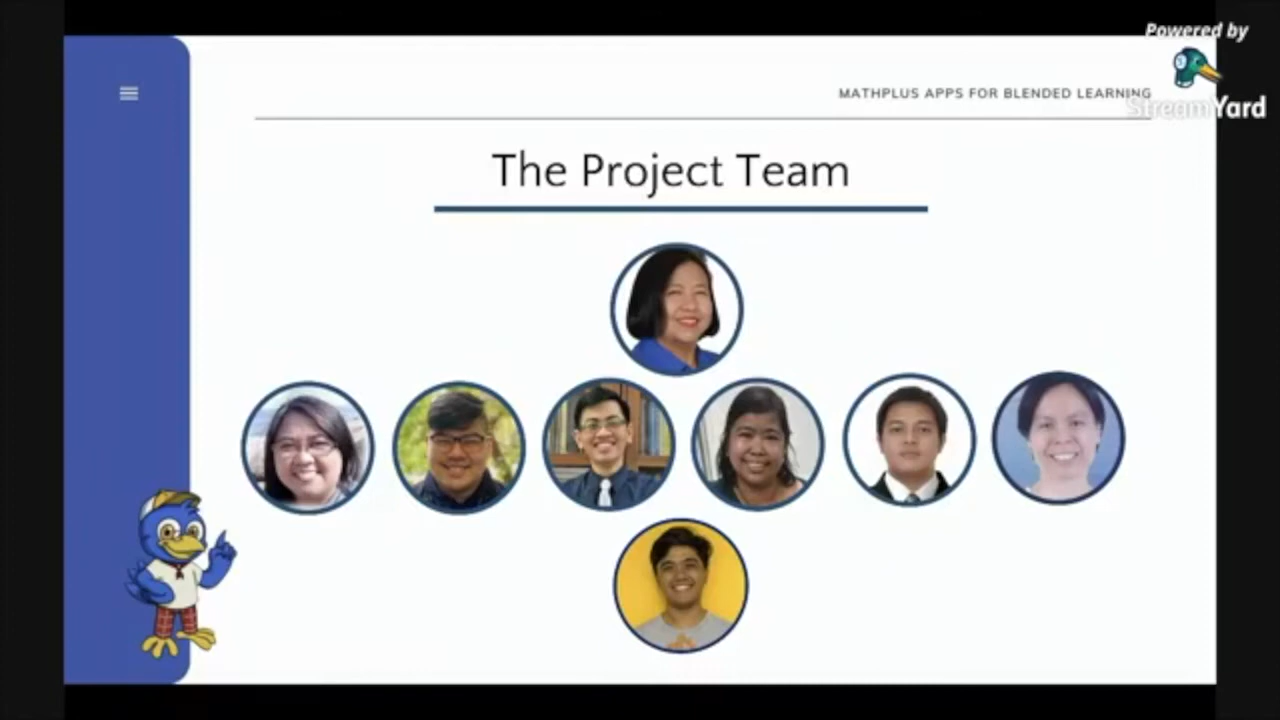 Powered by
StreamYard
MATHPLUS APPS FOR BLENDED LEARNING
The Project Team